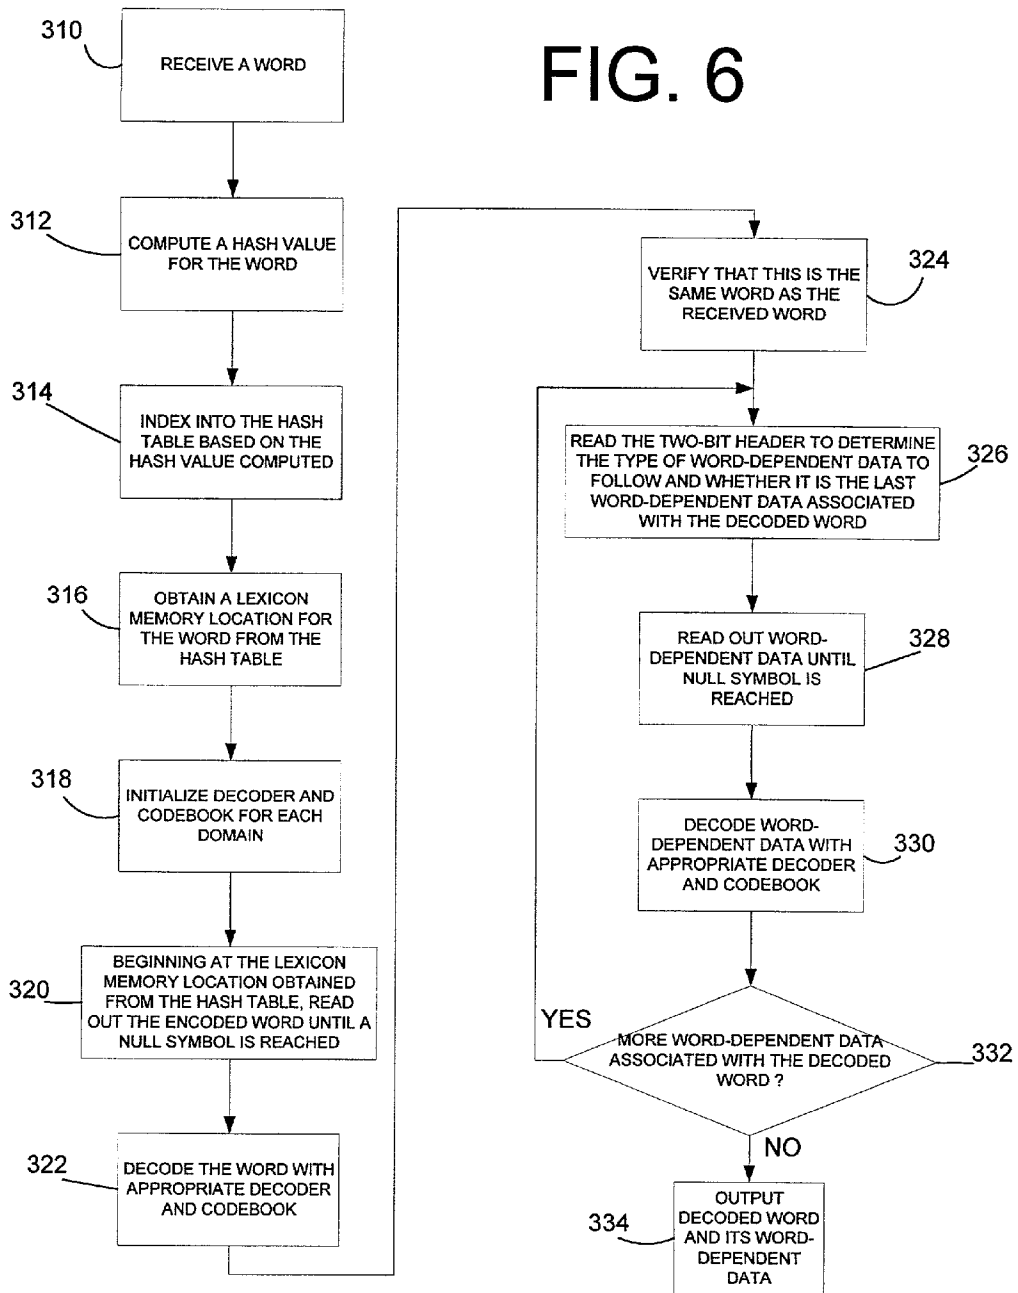 FIG. 6
310
RECEIVE A WORD
312
COMPUTE A HASH VALUE
FOR THE WORD
314
INDEX INTO THE HASH
TABLE BASED ON THE
HASH VALUE COMPUTED
316
OBTAIN A LEXICON
MEMORY LOCATION FOR
THE WORD FROM THE
HASH TABLE
318
INITIALIZE DECODER AND
CODEBOOK FOR EACH
DOMAIN
320
BEGINNING AT THE LEXICON
MEMORY LOCATION OBTAINED
FROM THE HASH TABLE, READ
OUT THE ENCODED WORD UNTIL A
NULL SYMBOL IS REACHED
322
DECODE THE WORD WITH
APPROPRIATE DECODER
AND CODEBOOK
324
VERIFY THAT THIS IS THE
SAME WORD AS THE
RECEIVED WORD
326
READ THE TWO-BIT HEADER TO DETERMINE
THE TYPE OF WORD-DEPENDENT DATA TO
FOLLOW AND WHETHER IT IS THE LAST
WORD-DEPENDENT DATA ASSOCIATED
WITH THE DECODED WORD
328
READ OUT WORD-
DEPENDENT DATA UNTIL
NULL SYMBOL IS
REACHED
330
DECODE WORD-
DEPENDENT DATA WITH
APPROPRIATE DECODER
AND CODEBOOK
YES
332
MORE WORD-DEPENDENT DATA
ASSOCIATED WITH THE DECODED
WORD ?
NO
334
OUTPUT
DECODED WORD
AND ITS WORD-
DEPENDENT
DATA